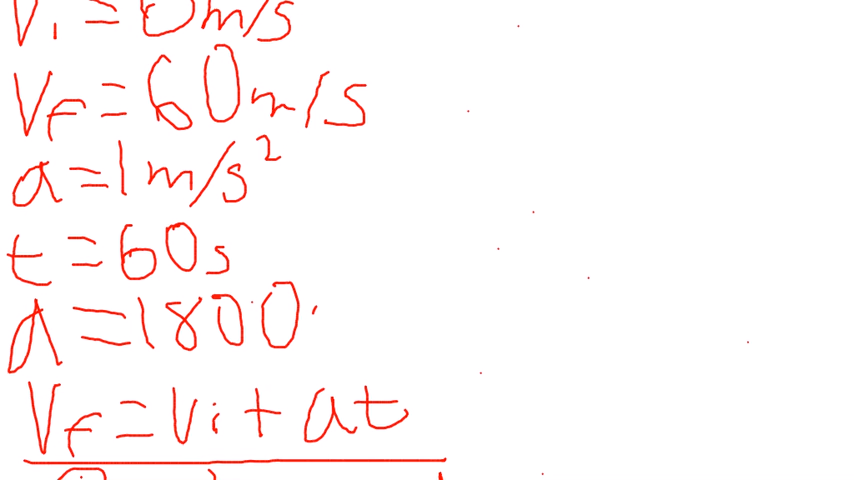 Vi = 0m/s
Vf = 60m/s
a = 1m/s²
t = 60s
d = 1800
Vf = Vi + at